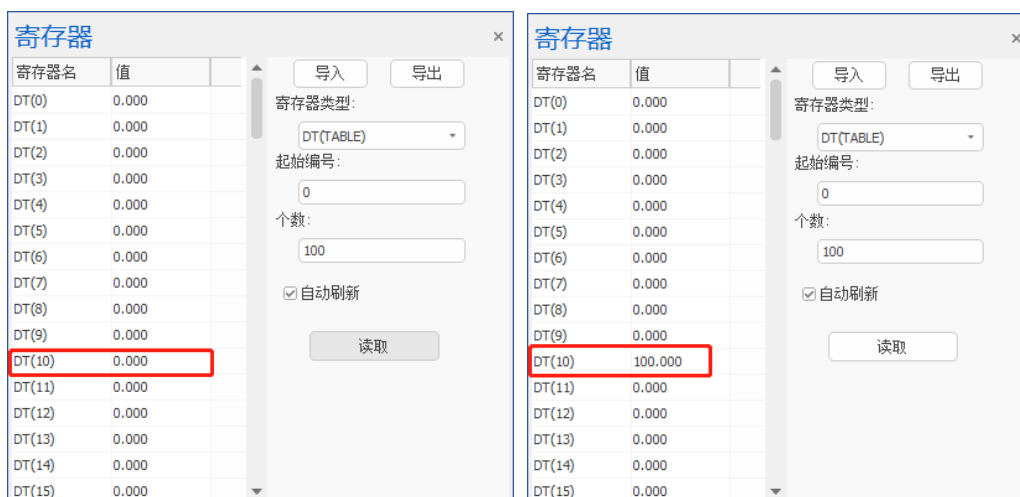 寄存器 ×
寄存器名 值
DT(0) 0.000
DT(1) 0.000
DT(2) 0.000
DT(3) 0.000
DT(4) 0.000
DT(5) 0.000
DT(6) 0.000
DT(7) 0.000
DT(8) 0.000
DT(9) 0.000
DT(10) 0.000
DT(11) 0.000
DT(12) 0.000
DT(13) 0.000
DT(14) 0.000
DT(15) 0.000
导入 导出
寄存器类型:
DT(TABLE)
起始编号:
0
个数:
100
自动刷新
读取
寄存器 ×
寄存器名 值
DT(0) 0.000
DT(1) 0.000
DT(2) 0.000
DT(3) 0.000
DT(4) 0.000
DT(5) 0.000
DT(6) 0.000
DT(7) 0.000
DT(8) 0.000
DT(9) 0.000
DT(10) 100.000
DT(11) 0.000
DT(12) 0.000
DT(13) 0.000
DT(14) 0.000
DT(15) 0.000
导入 导出
寄存器类型:
DT(TABLE)
起始编号:
0
个数:
100
自动刷新
读取